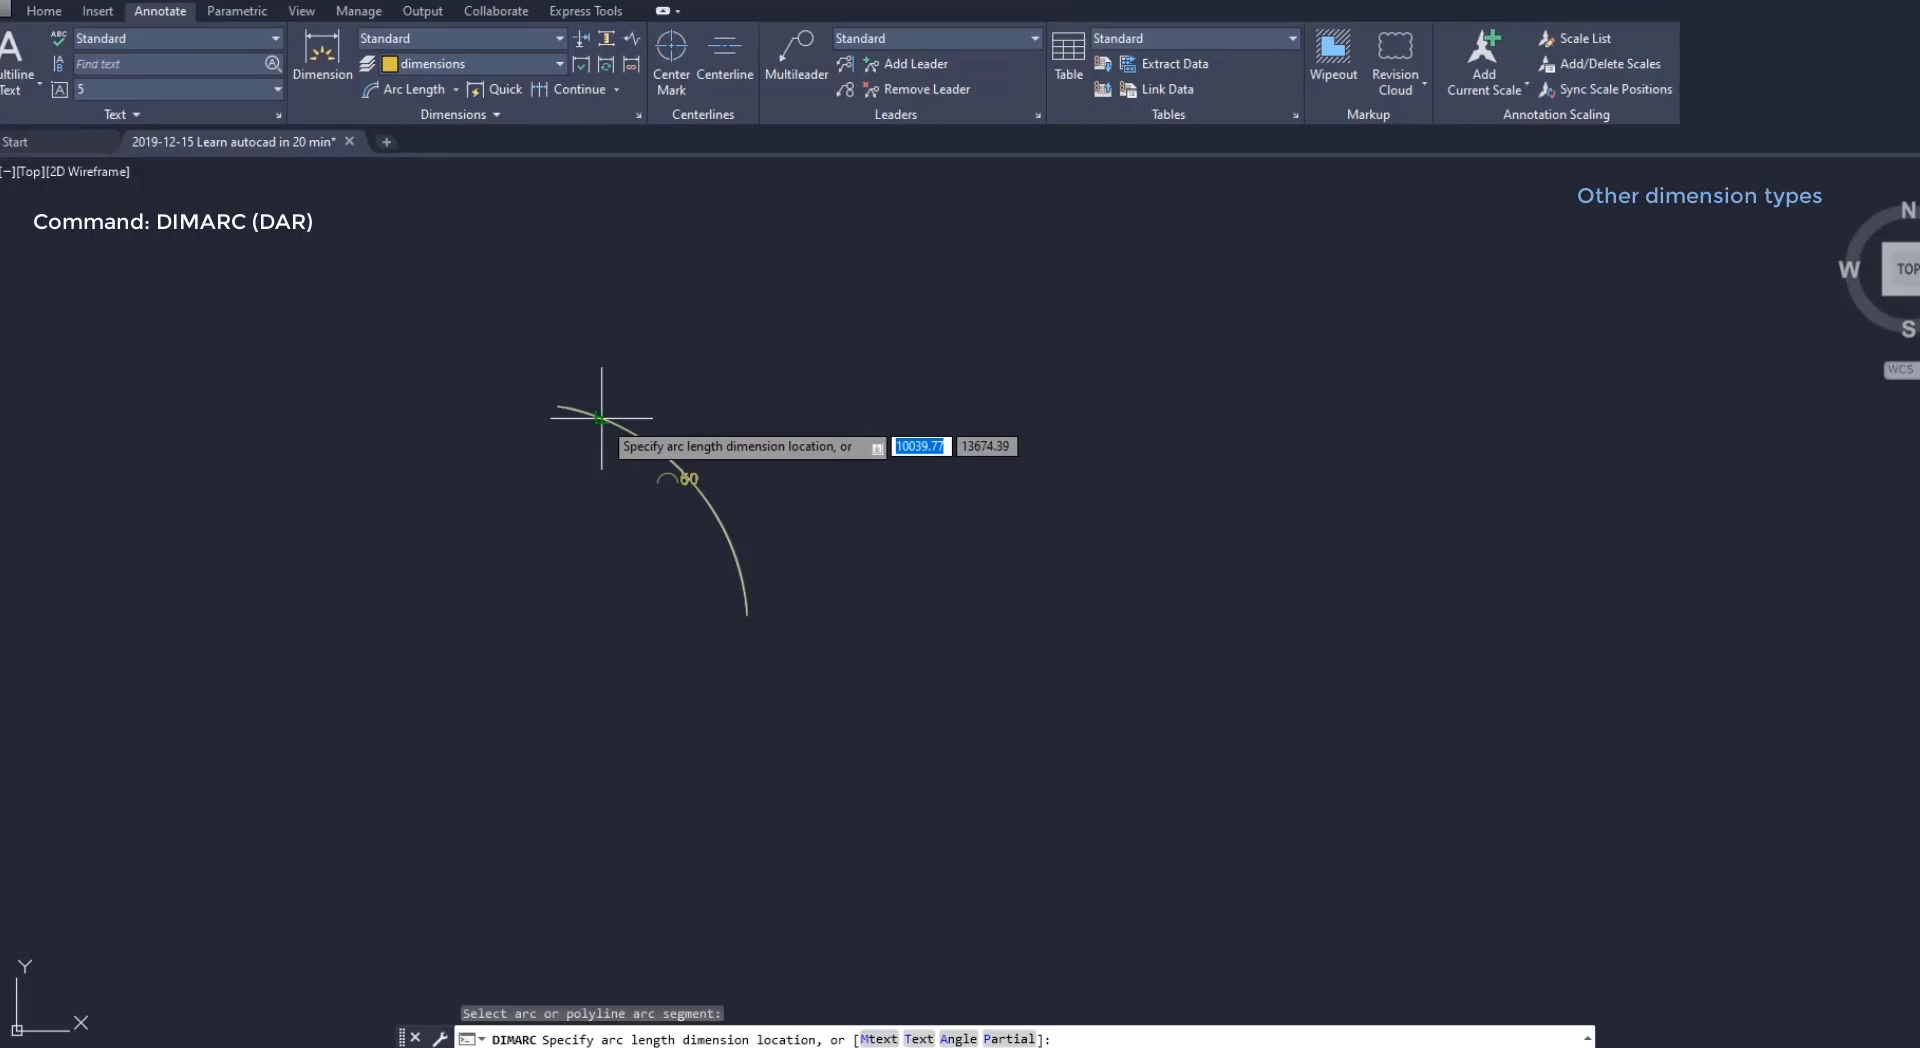 Home Insert Annotate Parametric View Manage Output Collaborate Express Tools
Standard
Find text
5
ultiline
Text
Text
Dimension
Standard
dimensions
Arc Length Quick Continue
Dimensions
Center
Mark
Centerline
Centerlines
Multileader
Standard
Add Leader
Remove Leader
Leaders
Table
Standard
Extract Data
Link Data
Tables
Wipeout
Revision
Cloud
Markup
Add
Current Scale
Scale List
Add/Delete Scales
Sync Scale Positions
Annotation Scaling
Start
2019-12-15 Learn autocad in 20 min*
[−][Top][2D Wireframe]
Command: DIMARC (DAR)
Other dimension types
N
W
TOP
S
WCS
Specify arc length dimension location, or 10039.77 13674.39
Y
X
Select arc or polyline arc segment:
DIMARC Specify arc length dimension location, or [Mtext Text Angle Partial]: